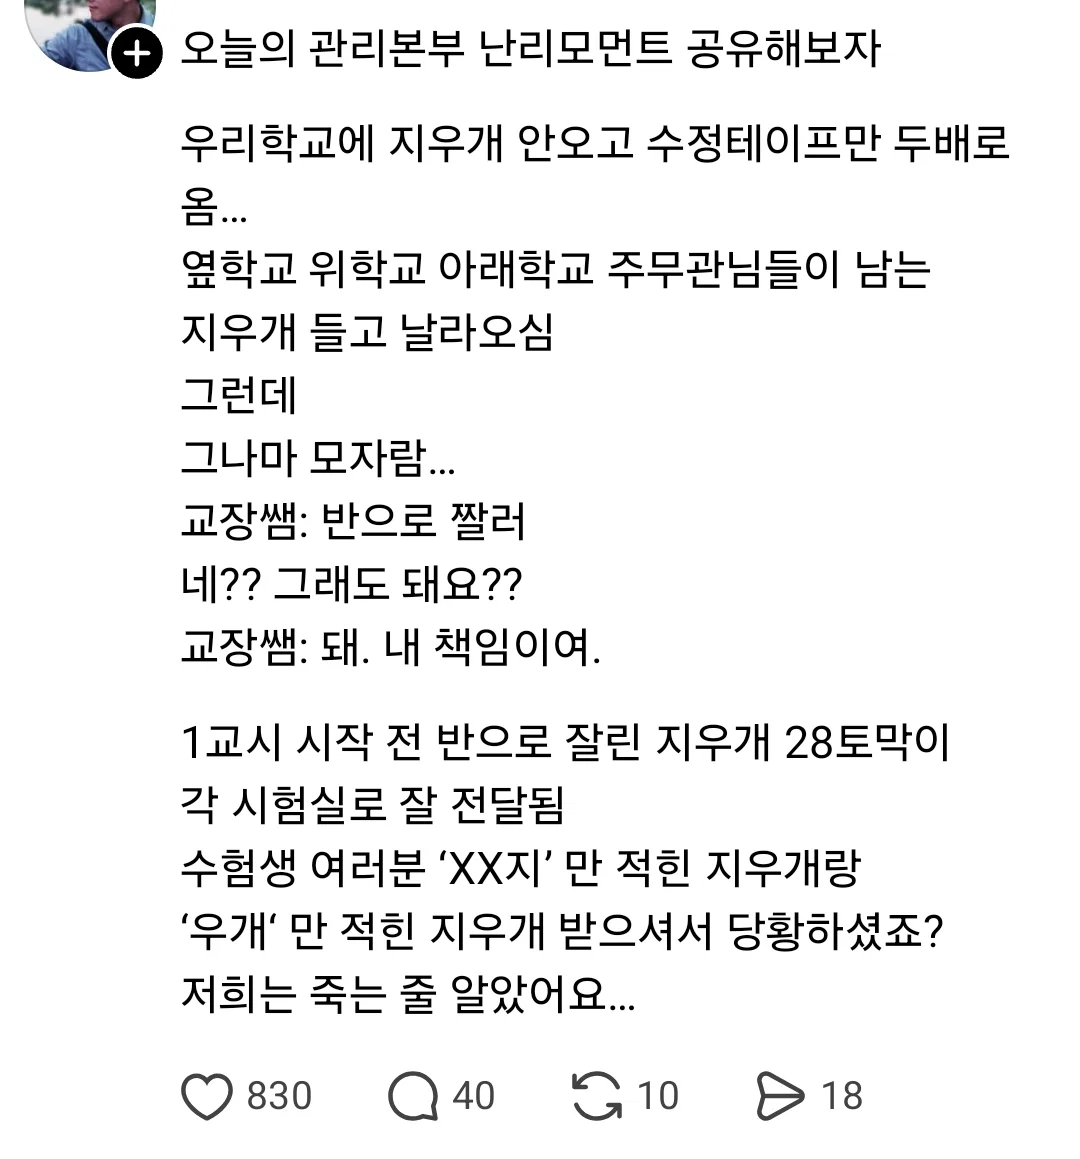 오늘의 관리본부 난리모먼트 공유해보자
우리학교에 지우개 안오고 수정테이프만 두배로
옴...
옆학교 위학교 아래학교 주무관님들이 남는
지우개 들고 날라오심
그런데
그나마 모자람...
교장쌤: 반으로 짤러
네?? 그래도 돼요??
교장쌤: 돼. 내 책임이여.
1교시 시작 전 반으로 잘린 지우개 28토막이
각 시험실로 잘 전달됨
수험생 여러분 ‘XX지’ 만 적힌 지우개랑
‘우개‘ 만 적힌 지우개 받으셔서 당황하셨죠?
저희는 죽는 줄 알았어요...
830 40 10 18